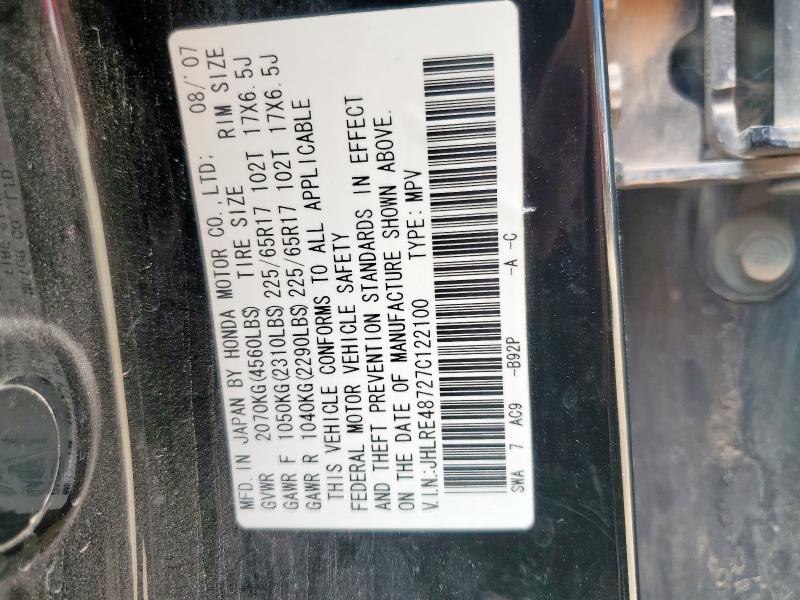 MFD. IN JAPAN BY HONDA MOTOR CO.,LTD; 08/'07
GVWR 2070KG(4560LBS) TIRE SIZE RIM SIZE
GAWR F 1050KG(2310LBS) 225/65R17 102T 17X6.5J
GAWR R 1040KG(2290LBS) 225/65R17 102T 17X6.5J
THIS VEHICLE CONFORMS TO ALL APPLICABLE
FEDERAL MOTOR VEHICLE SAFETY
AND THEFT PREVENTION STANDARDS IN EFFECT
ON THE DATE OF MANUFACTURE SHOWN ABOVE.
V.I.N:JHLRE48727C122100 TYPE:MPV
SWA 7 AC9 -B92P -A -C